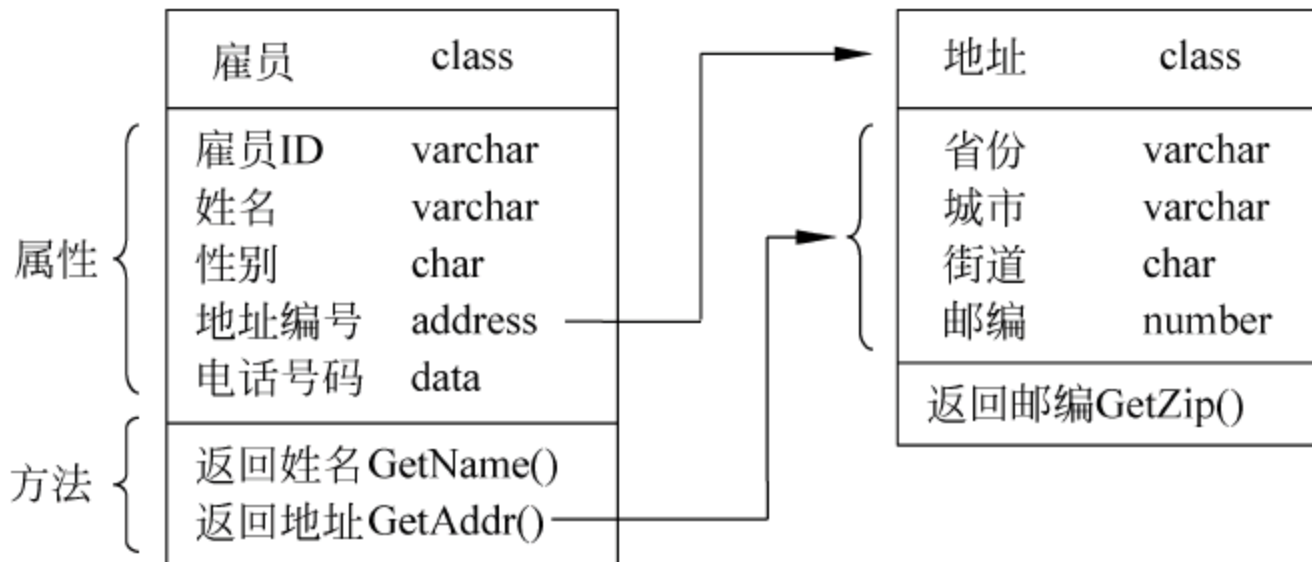 雇员 class
属性
雇员ID varchar
姓名 varchar
性别 char
地址编号 address
电话号码 data
方法
返回姓名GetName()
返回地址GetAddr()
地址 class
省份 varchar
城市 varchar
街道 char
邮编 number
返回邮编GetZip()